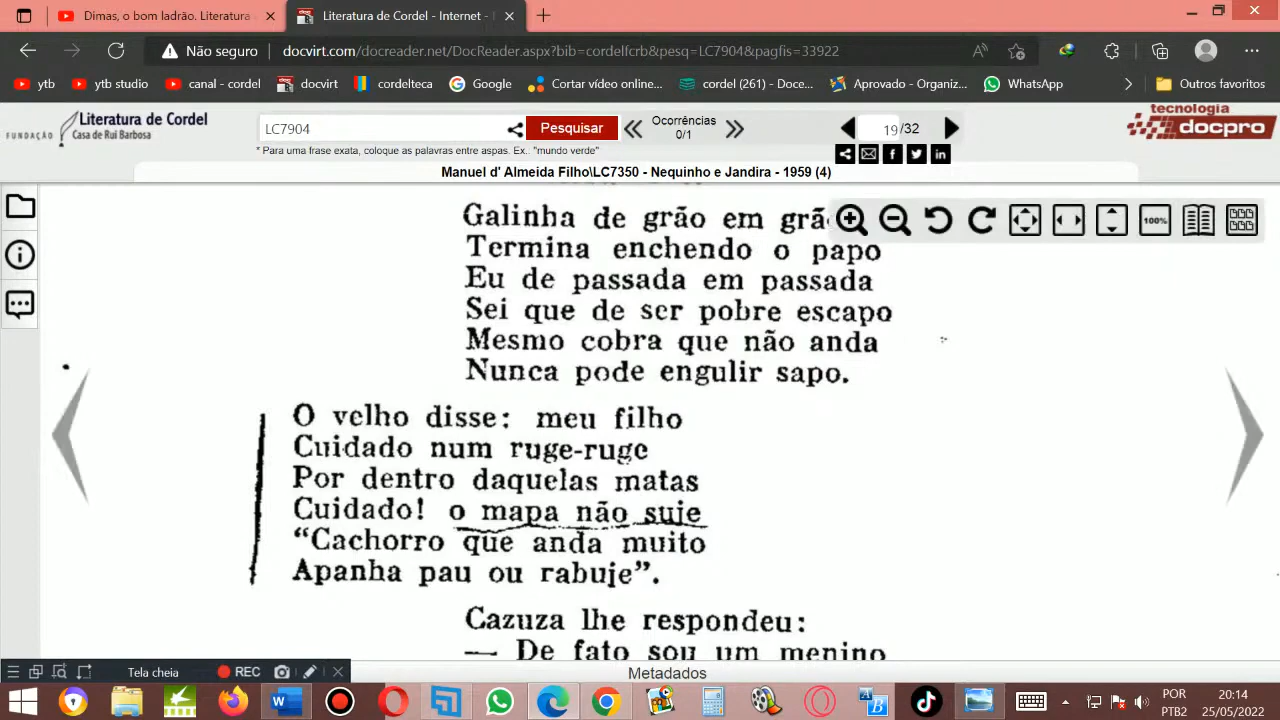 Dimas, o bom ladrão. Literatura
Literatura de Cordel - Internet - 
Não seguro
docvirt.com/docreader.net/DocReader.aspx?bib=cordelfcrb&pesq=LC7904&pagfis=33922
ytb
ytb studio
canal - cordel
docvirt
cordelteca
Google
Cortar vídeo online...
cordel (261) - Doce...
Aprovado - Organiz...
WhatsApp
Outros favoritos
FUNDAÇÃO
Literatura de Cordel
Casa de Rui Barbosa
LC7904
Pesquisar
Ocorrências
0/1
19 /32
tecnologia
docpro
* Para uma frase exata, coloque as palavras entre aspas. Ex.. "mundo verde"
Manuel d' Almeida Filho\LC7350 - Nequinho e Jandira - 1959 (4)
100%
Galinha de grão em grã
Termina enchendo o papo
Eu de passada em passada
Sei que de ser pobre escapo
Mesmo cobra que não anda
Nunca pode engulir sapo.
O velho disse: meu filho
Cuidado num ruge-ruge
Por dentro daquelas matas
Cuidado! o mapa não suje
“Cachorro que anda muito
Apanha pau ou rabuje”.
Cazuza lhe respondeu:
— De fato sou um menino
Tela cheia
REC
Metadados
POR
PTB2
20:14
25/05/2022